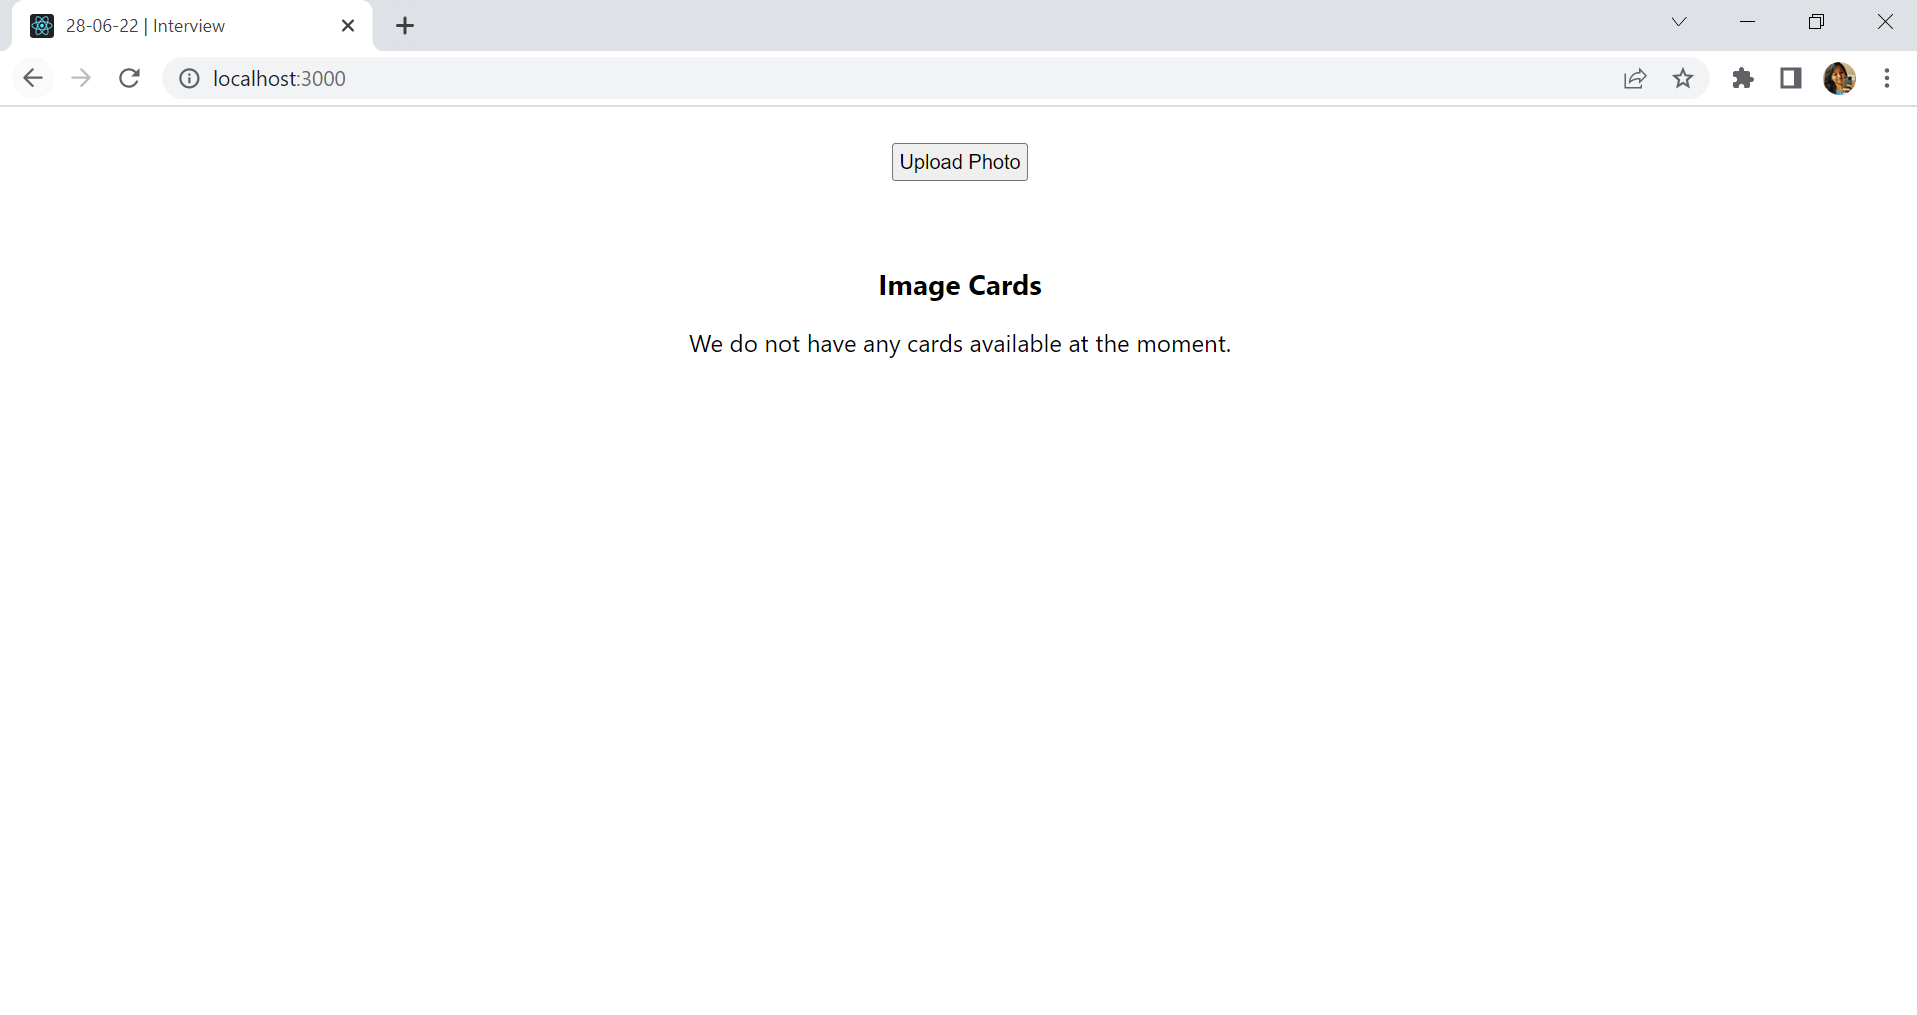 28-06-22 | Interview
localhost:3000
Upload Photo
Image Cards
We do not have any cards available at the moment.